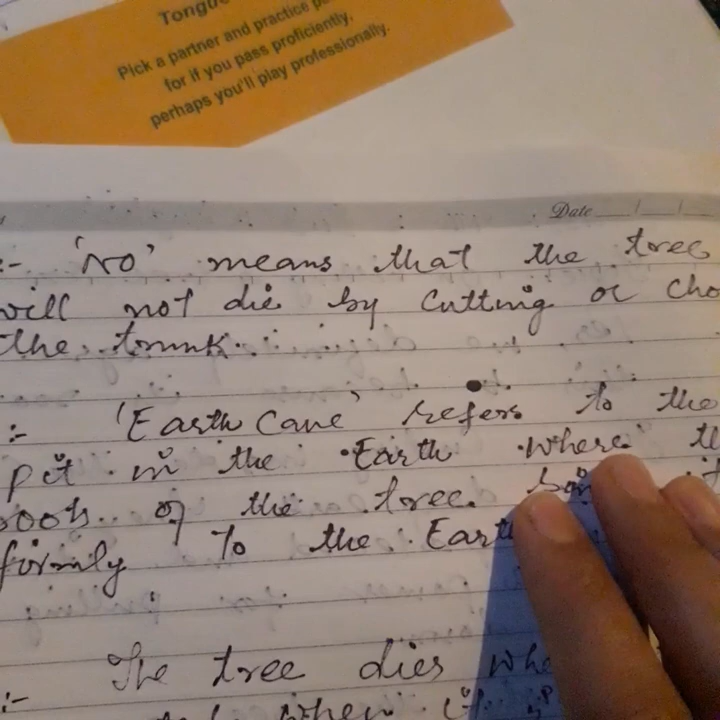 Tongue
Pick a partner and practice
for if you pass proficiently,
perhaps you'll play professionally.
Date
:- 'No' means that the tree
will not die by cutting or
the trunk.
:- 'Earth Cave' refers to the
pit in the Earth where
roots of the tree
firmly to the Earth
:- The tree dies
when